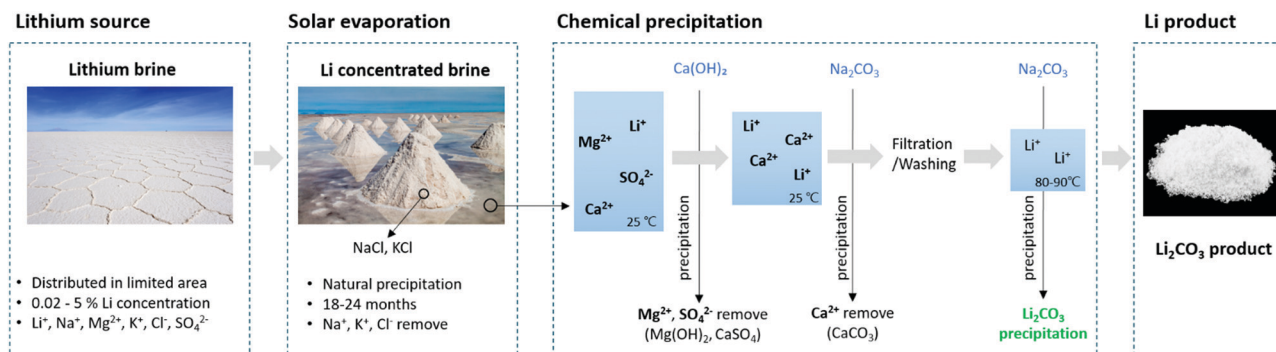 Lithium source
Lithium brine
• Distributed in limited area
• 0.02 - 5 % Li concentration
• Li⁺, Na⁺, Mg²⁺, K⁺, Cl⁻, SO₄²⁻
Solar evaporation
Li concentrated brine
NaCl, KCl
• Natural precipitation
• 18-24 months
• Na⁺, K⁺, Cl⁻ remove
Chemical precipitation
Ca(OH)₂
Mg²⁺
Li⁺
SO₄²⁻
Ca²⁺
25 ℃
precipitation
Mg²⁺, SO₄²⁻ remove
(Mg(OH)₂, CaSO₄)
Na₂CO₃
Li⁺
Ca²⁺
Ca²⁺
Li⁺
25 ℃
precipitation
Ca²⁺ remove
(CaCO₃)
Filtration
/Washing
Na₂CO₃
Li⁺
Li⁺
80-90℃
precipitation
Li₂CO₃
precipitation
Li product
Li₂CO₃ product